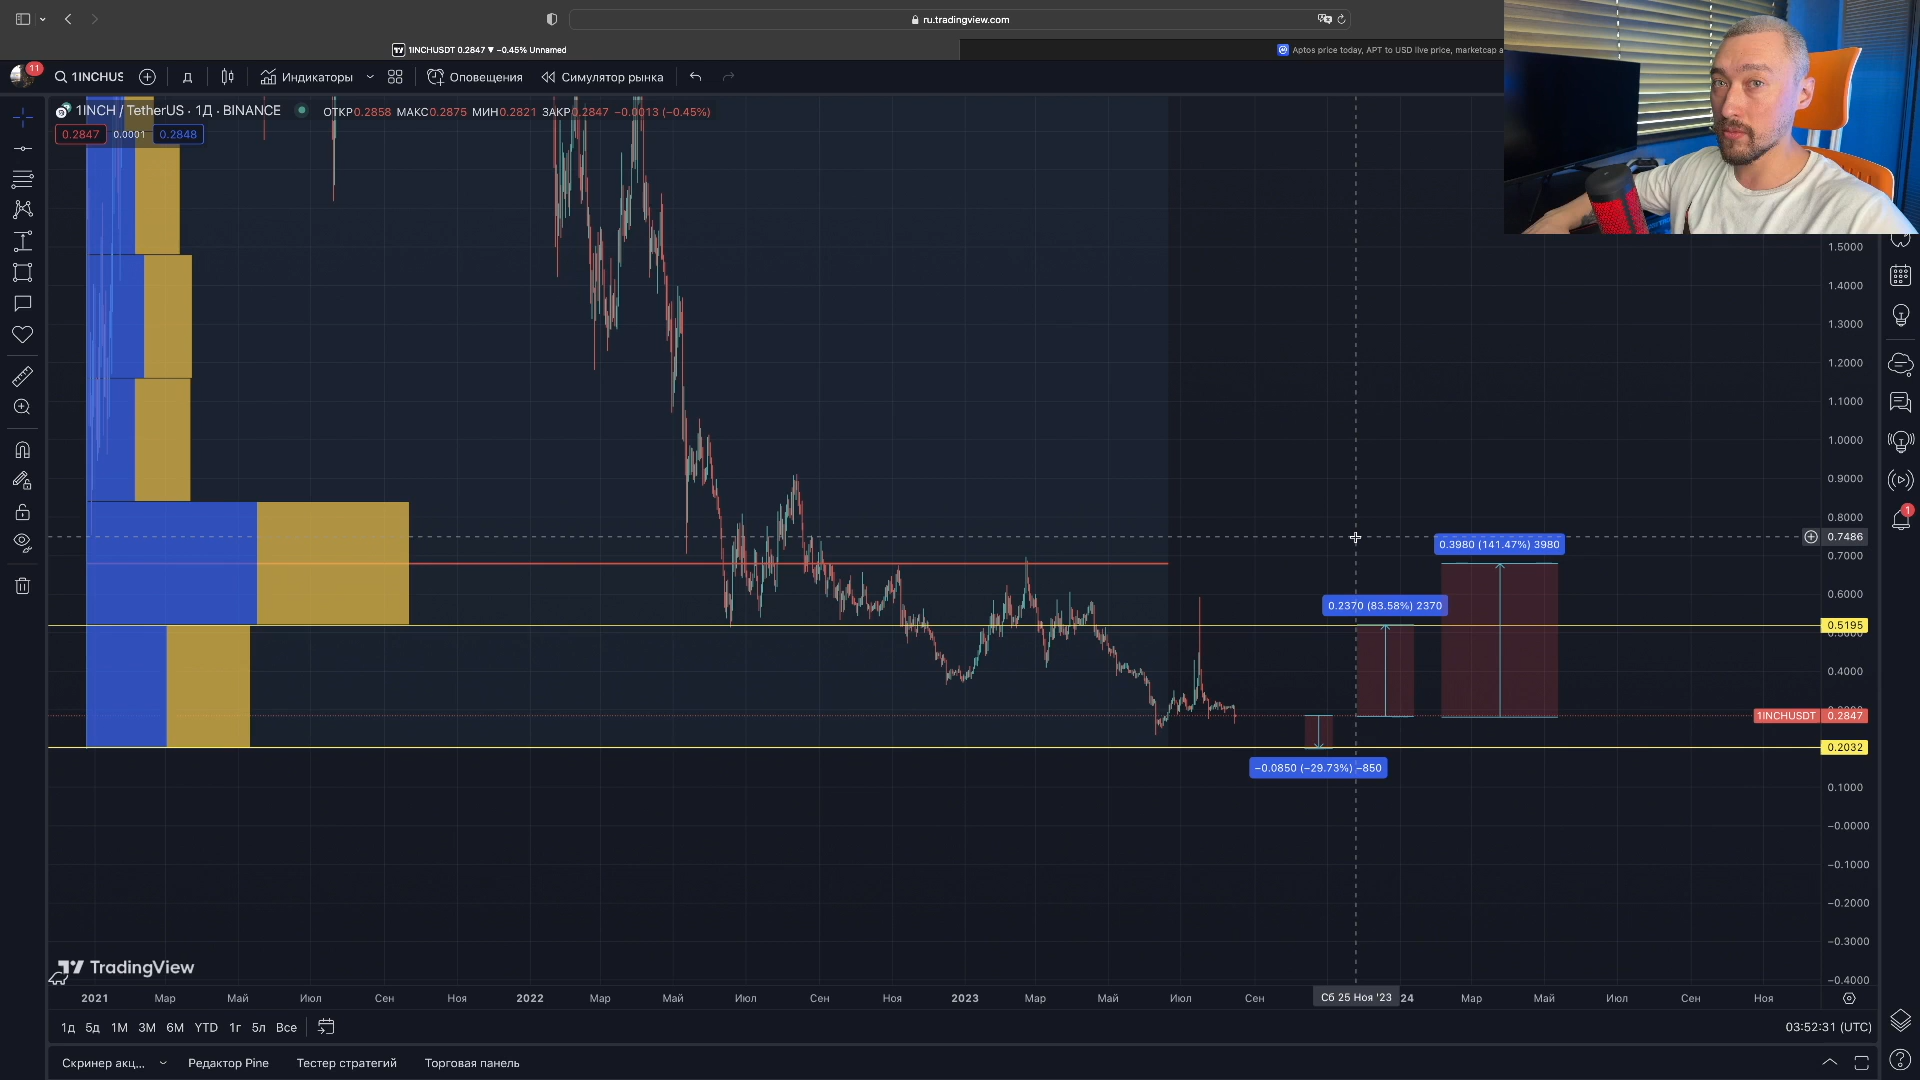 ru.tradingview.com
1INCHUSDT 0.2847 ▼ −0.45% Unnamed
Aptos price today, APT to USD live price, marketcap a
11
1INCHUS
Д
Индикаторы
Оповещения
Симулятор рынка
1INCH / TetherUS · 1Д · BINANCE
ОТКР0.2858 МАКС0.2875 МИН0.2821 ЗАКР0.2847 −0.0013 (−0.45%)
0.2847
0.0001
0.2848
1.5000
1.4000
1.3000
1.2000
1.1000
1.0000
0.9000
0.8000
0.7486
0.7000
0.6000
0.5195
0.5000
0.4000
1INCHUSDT 0.2847
0.2032
0.1000
−0.0000
−0.1000
−0.2000
−0.3000
−0.4000
1
0.3980 (141.47%) 3980
0.2370 (83.58%) 2370
−0.0850 (−29.73%) −850
TradingView
2021 Мар Май Июл Сен Ноя 2022 Мар Май Июл Сен Ноя 2023 Мар Май Июл Сен Сб 25 Ноя '23 24 Мар Май Июл Сен Ноя
1д 5д 1М 3М 6М YTD 1г 5л Все
03:52:31 (UTC)
Скринер акц... Редактор Pine Тестер стратегий Торговая панель